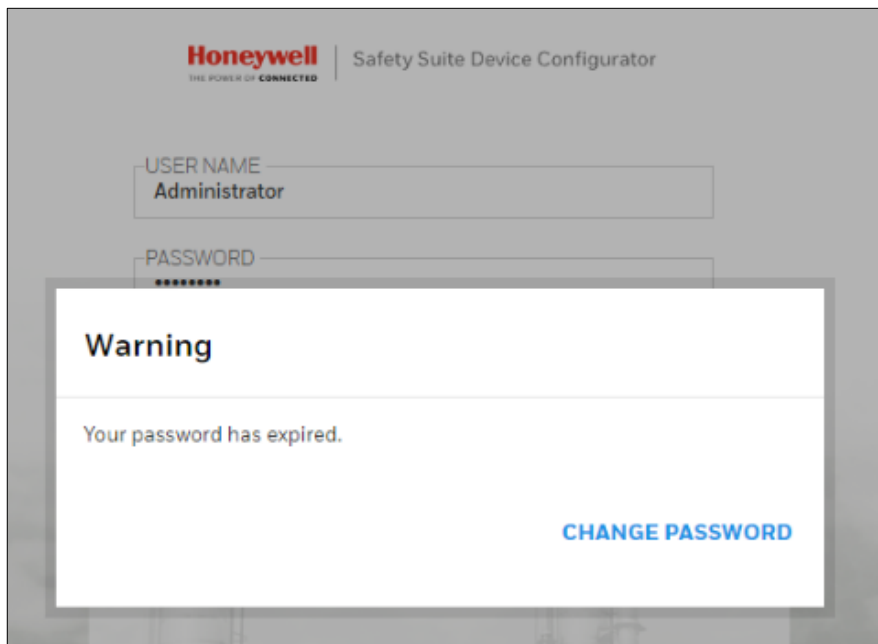 Honeywell
THE POWER OF CONNECTED
Safety Suite Device Configurator
USER NAME
Administrator
PASSWORD
••••••••
Warning
Your password has expired.
CHANGE PASSWORD